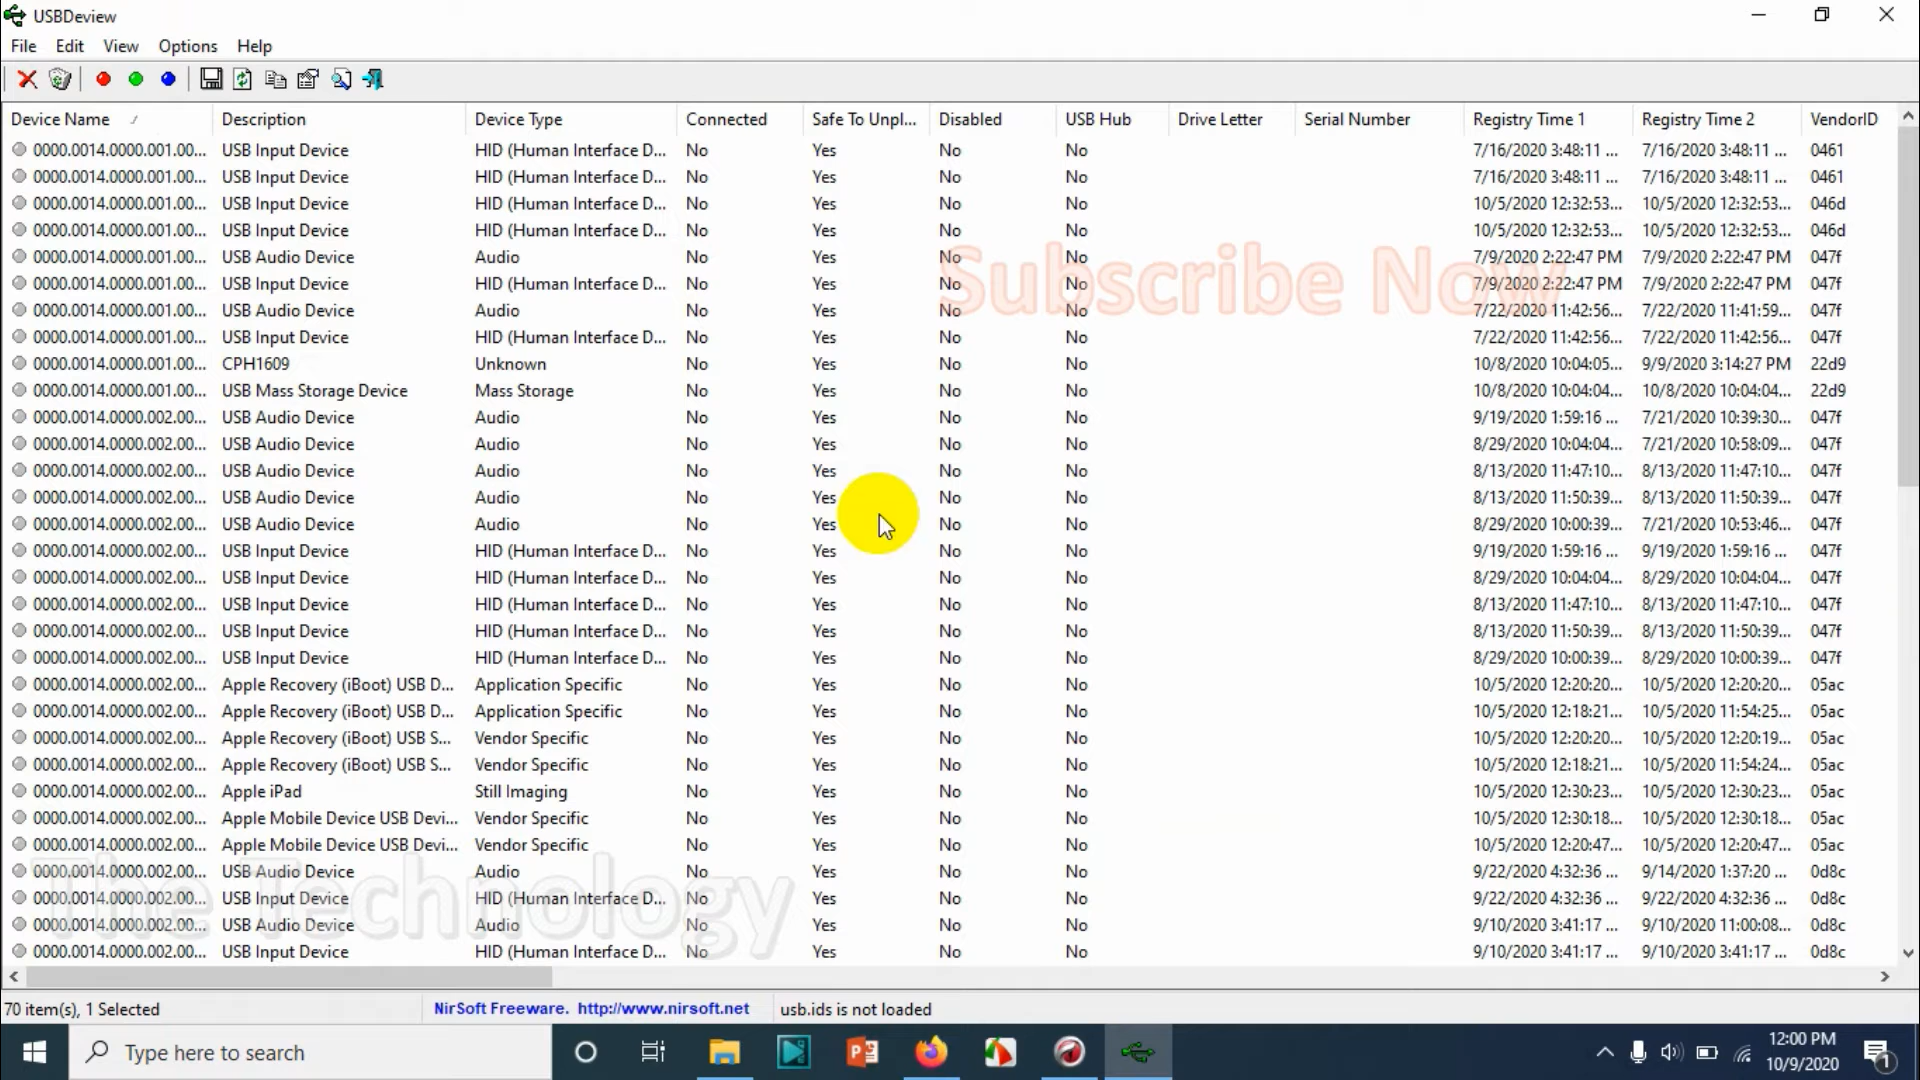 USBDeview
File Edit View Options Help
Device Name Description Device Type Connected Safe To Unpl... Disabled USB Hub Drive Letter Serial Number Registry Time 1 Registry Time 2 VendorID
0000.0014.0000.001.00... USB Input Device HID (Human Interface D... No Yes No No 7/16/2020 3:48:11 ... 7/16/2020 3:48:11 ... 0461
0000.0014.0000.001.00... USB Input Device HID (Human Interface D... No Yes No No 7/16/2020 3:48:11 ... 7/16/2020 3:48:11 ... 0461
0000.0014.0000.001.00... USB Input Device HID (Human Interface D... No Yes No No 10/5/2020 12:32:53... 10/5/2020 12:32:53... 046d
0000.0014.0000.001.00... USB Input Device HID (Human Interface D... No Yes No No 10/5/2020 12:32:53... 10/5/2020 12:32:53... 046d
0000.0014.0000.001.00... USB Audio Device Audio No Yes No No 7/9/2020 2:22:47 PM 7/9/2020 2:22:47 PM 047f
Subscribe Now
0000.0014.0000.001.00... USB Input Device HID (Human Interface D... No Yes No No 7/9/2020 2:22:47 PM 7/9/2020 2:22:47 PM 047f
0000.0014.0000.001.00... USB Audio Device Audio No Yes No No 7/22/2020 11:42:56... 7/22/2020 11:41:59... 047f
0000.0014.0000.001.00... USB Input Device HID (Human Interface D... No Yes No No 7/22/2020 11:42:56... 7/22/2020 11:42:56... 047f
0000.0014.0000.001.00... CPH1609 Unknown No Yes No No 10/8/2020 10:04:05... 9/9/2020 3:14:27 PM 22d9
0000.0014.0000.001.00... USB Mass Storage Device Mass Storage No Yes No No 10/8/2020 10:04:04... 10/8/2020 10:04:04... 22d9
0000.0014.0000.002.00... USB Audio Device Audio No Yes No No 9/19/2020 1:59:16 ... 7/21/2020 10:39:30... 047f
0000.0014.0000.002.00... USB Audio Device Audio No Yes No No 8/29/2020 10:04:04... 7/21/2020 10:58:09... 047f
0000.0014.0000.002.00... USB Audio Device Audio No Yes No No 8/13/2020 11:47:10... 8/13/2020 11:47:10... 047f
0000.0014.0000.002.00... USB Audio Device Audio No Yes No No 8/13/2020 11:50:39... 8/13/2020 11:50:39... 047f
0000.0014.0000.002.00... USB Audio Device Audio No Yes No No 8/29/2020 10:00:39... 7/21/2020 10:53:46... 047f
0000.0014.0000.002.00... USB Input Device HID (Human Interface D... No Yes No No 9/19/2020 1:59:16 ... 9/19/2020 1:59:16 ... 047f
0000.0014.0000.002.00... USB Input Device HID (Human Interface D... No Yes No No 8/29/2020 10:04:04... 8/29/2020 10:04:04... 047f
0000.0014.0000.002.00... USB Input Device HID (Human Interface D... No Yes No No 8/13/2020 11:47:10... 8/13/2020 11:47:10... 047f
0000.0014.0000.002.00... USB Input Device HID (Human Interface D... No Yes No No 8/13/2020 11:50:39... 8/13/2020 11:50:39... 047f
0000.0014.0000.002.00... USB Input Device HID (Human Interface D... No Yes No No 8/29/2020 10:00:39... 8/29/2020 10:00:39... 047f
0000.0014.0000.002.00... Apple Recovery (iBoot) USB D... Application Specific No Yes No No 10/5/2020 12:20:20... 10/5/2020 12:20:20... 05ac
0000.0014.0000.002.00... Apple Recovery (iBoot) USB D... Application Specific No Yes No No 10/5/2020 12:18:21... 10/5/2020 11:54:25... 05ac
0000.0014.0000.002.00... Apple Recovery (iBoot) USB S... Vendor Specific No Yes No No 10/5/2020 12:20:20... 10/5/2020 12:20:19... 05ac
0000.0014.0000.002.00... Apple Recovery (iBoot) USB S... Vendor Specific No Yes No No 10/5/2020 12:18:21... 10/5/2020 11:54:24... 05ac
0000.0014.0000.002.00... Apple iPad Still Imaging No Yes No No 10/5/2020 12:30:23... 10/5/2020 12:30:23... 05ac
0000.0014.0000.002.00... Apple Mobile Device USB Devi... Vendor Specific No Yes No No 10/5/2020 12:30:18... 10/5/2020 12:30:18... 05ac
0000.0014.0000.002.00... Apple Mobile Device USB Devi... Vendor Specific No Yes No No 10/5/2020 12:20:47... 10/5/2020 12:20:47... 05ac
0000.0014.0000.002.00... USB Audio Device Audio No Yes No No 9/22/2020 4:32:36 ... 9/14/2020 1:37:20 ... 0d8c
The Technology
0000.0014.0000.002.00... USB Input Device HID (Human Interface D... No Yes No No 9/22/2020 4:32:36 ... 9/22/2020 4:32:36 ... 0d8c
0000.0014.0000.002.00... USB Audio Device Audio No Yes No No 9/10/2020 3:41:17 ... 9/10/2020 11:00:08... 0d8c
0000.0014.0000.002.00... USB Input Device HID (Human Interface D... No Yes No No 9/10/2020 3:41:17 ... 9/10/2020 3:41:17 ... 0d8c
70 item(s), 1 Selected NirSoft Freeware. http://www.nirsoft.net usb.ids is not loaded
Type here to search
12:00 PM
10/9/2020
1